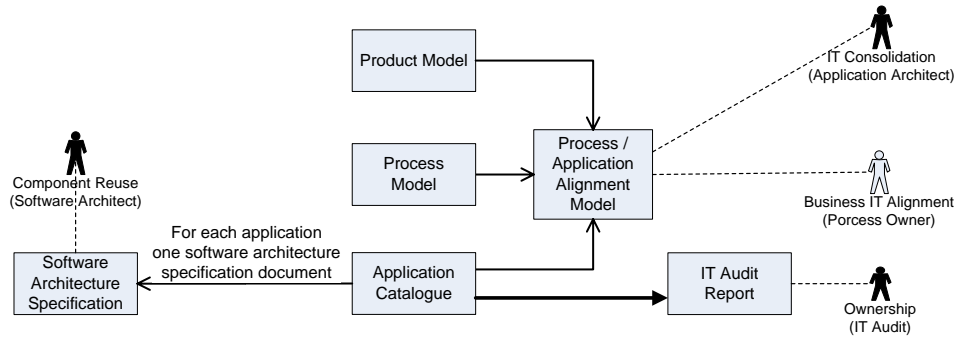 Product Model
IT Consolidation
(Application Architect)
Process /
Application
Alignment
Model
Process
Model
Component Reuse
(Software Architect)
Business IT Alignment
(Porcess Owner)
For each application
one software architecture
specification document
Software
Architecture
Specification
Application
Catalogue
IT Audit
Report
Ownership
(IT Audit)